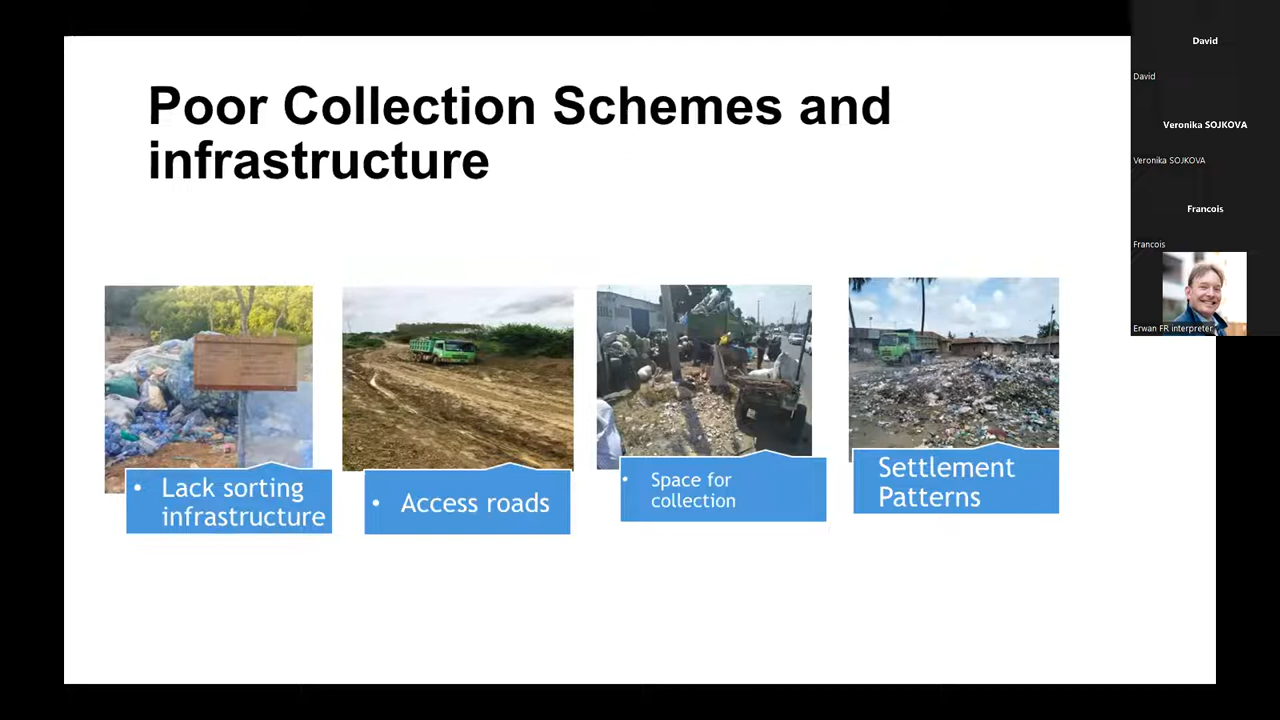 Poor Collection Schemes and
infrastructure
• Lack sorting
infrastructure
• Access roads
• Space for
collection
Settlement
Patterns
David
David
Veronika SOJKOVA
Veronika SOJKOVA
Francois
Francois
Erwan FR interpreter